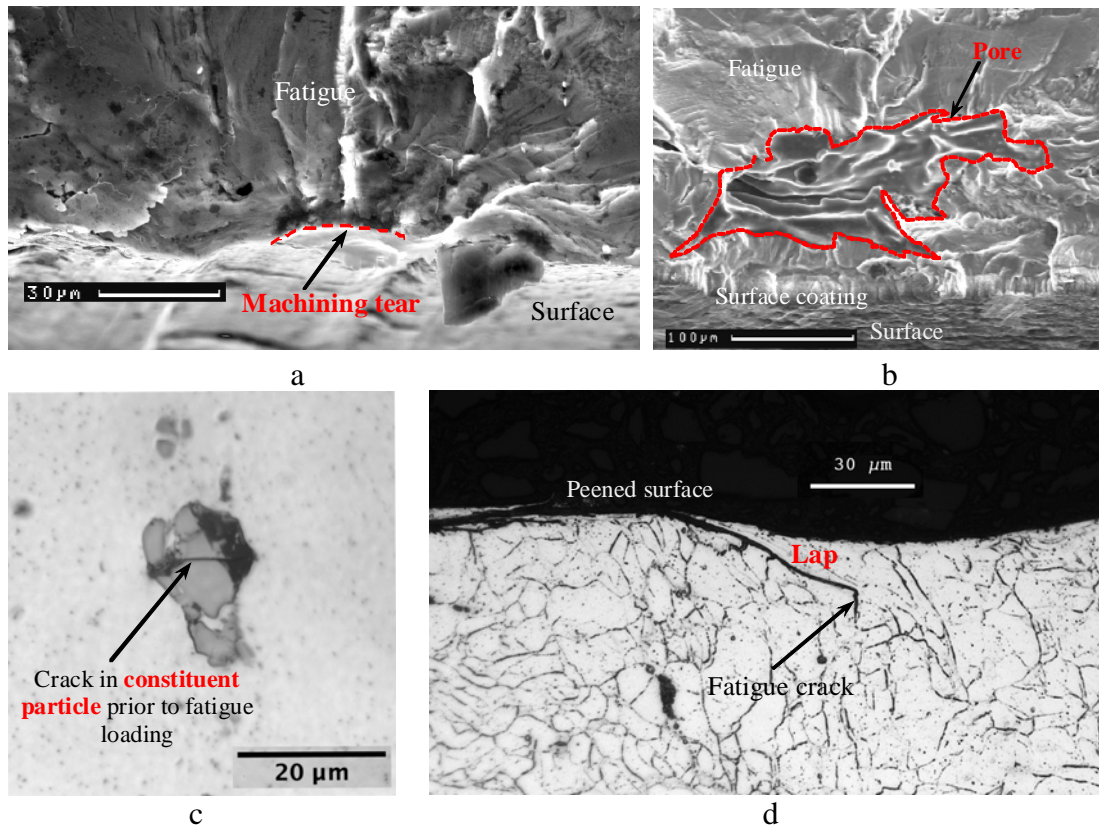 Fatigue
30µm
Machining tear
Surface
a
Pore
Fatigue
Surface coating
100µm
Surface
b
Crack in constituent
particle prior to fatigue
loading
20 µm
c
30 µm
Peened surface
Lap
Fatigue crack
d